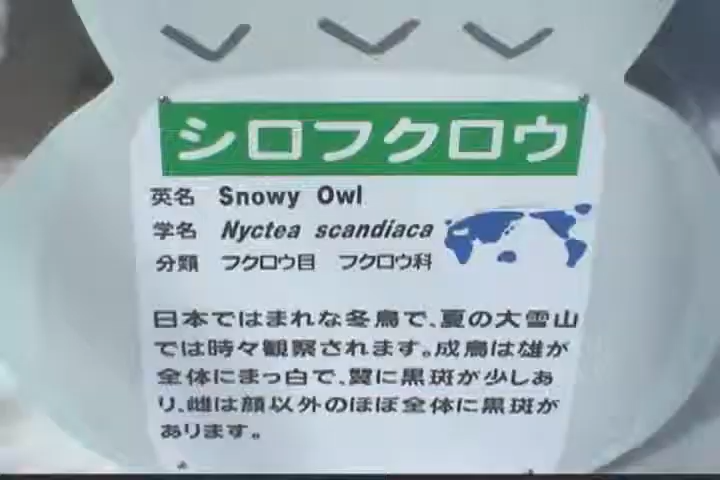 シロフクロウ
英名 Snowy Owl
学名 Nyctea scandiaca
分類 フクロウ目 フクロウ科
日本ではまれな冬鳥で、夏の大雪山
では時々観察されます。成鳥は雄が
全体にまっ白で、翼に黒斑が少しあ
り、雌は顔以外のほぼ全体に黒斑が
あります。